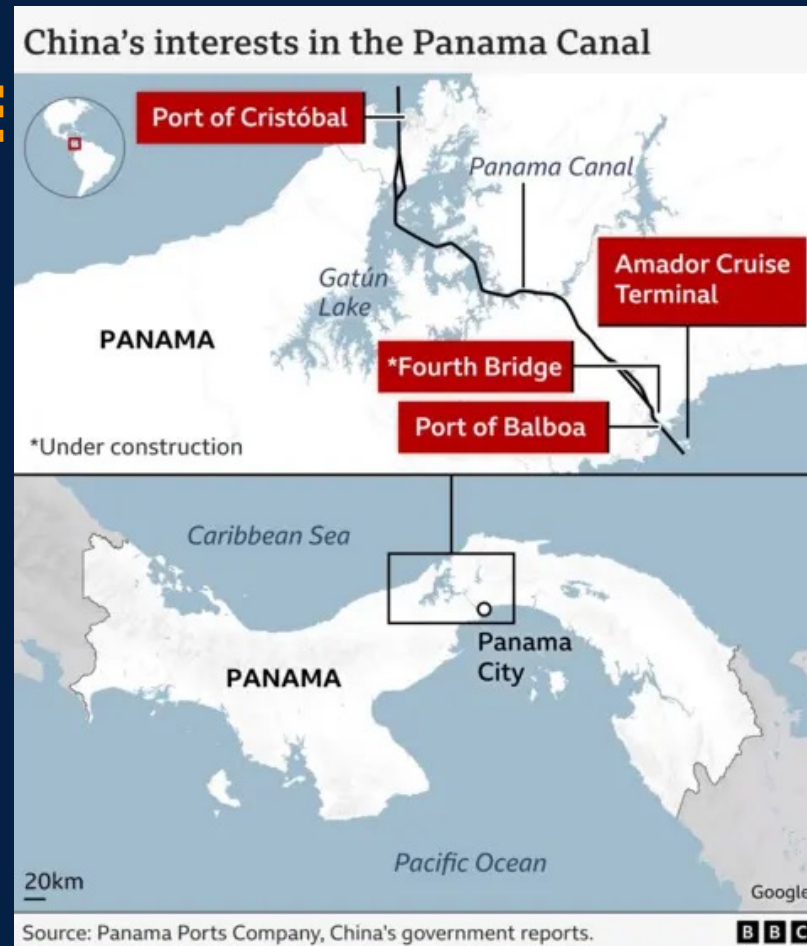 China's interests in the Panama Canal
Port of Cristóbal
Panama Canal
Amador Cruise
Terminal
Gatún
Lake
PANAMA
*Fourth Bridge
Port of Balboa
*Under construction
Caribbean Sea
Panama
City
PANAMA
Pacific Ocean
20km
Google
Source: Panama Ports Company, China's government reports.
BBC